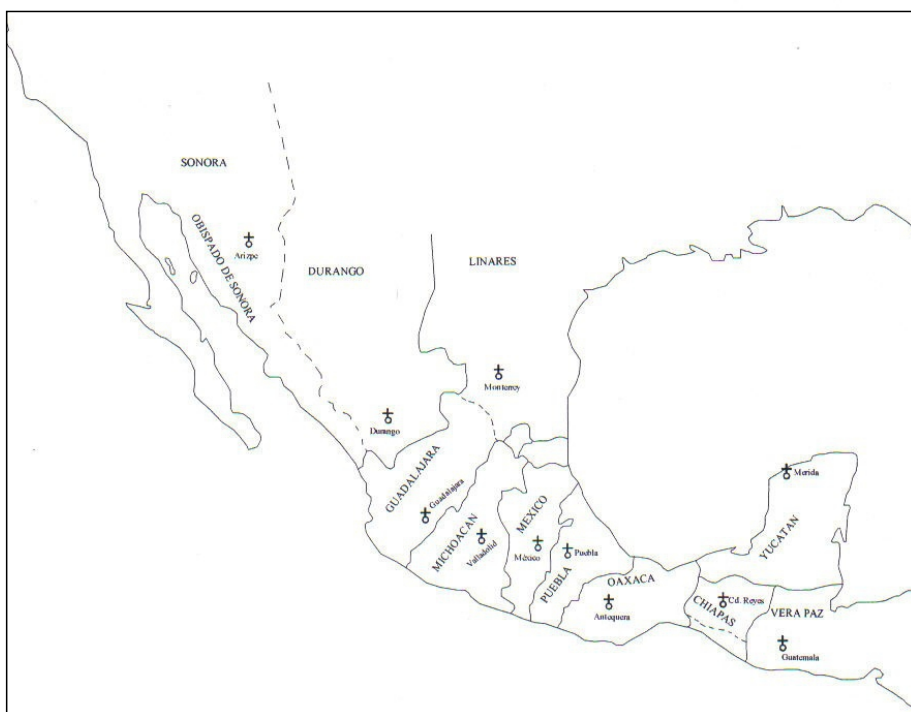 SONORA
OBISPADO DE SONORA
Arizpe
DURANGO
LINARES
Monterrey
Durango
GUADALAJARA
Guadalajara
MICHOACAN
Valladolid
MEXICO
México
PUEBLA
Puebla
OAXACA
Antequera
Merida
YUCATAN
CHIAPAS
Cd. Reyes
VERA PAZ
Guatemala